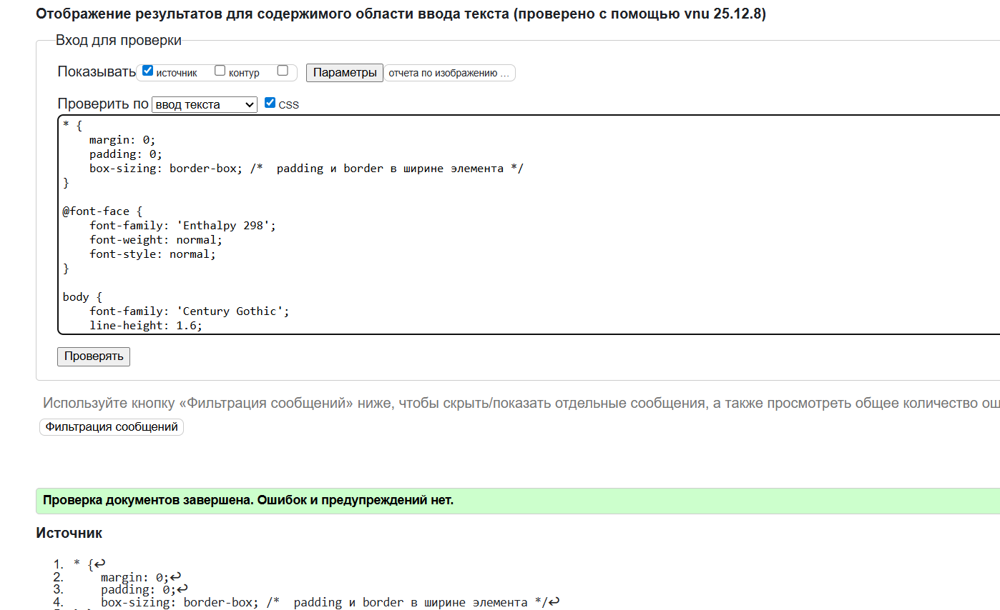 Отображение результатов для содержимого области ввода текста (проверено с помощью vnu 25.12.8)
Вход для проверки
Показывать источник контур Параметры отчета по изображению ...
Проверить по ввод текста CSS
* {
    margin: 0;
    padding: 0;
    box-sizing: border-box; /*  padding и border в ширине элемента */
}

@font-face {
    font-family: 'Enthalpy 298';
    font-weight: normal;
    font-style: normal;
}

body {
    font-family: 'Century Gothic';
    line-height: 1.6;
Проверять
Используйте кнопку «Фильтрация сообщений» ниже, чтобы скрыть/показать отдельные сообщения, а также просмотреть общее количество ош
Фильтрация сообщений
Проверка документов завершена. Ошибок и предупреждений нет.
Источник
1. * {↩
2.     margin: 0;↩
3.     padding: 0;↩
4.     box-sizing: border-box; /*  padding и border в ширине элемента */↩